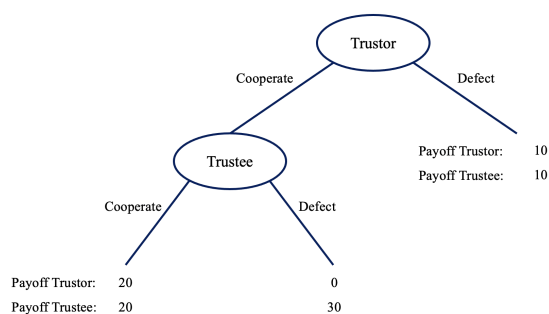 Trustor
Cooperate
Defect
Payoff Trustor: 10
Payoff Trustee: 10
Trustee
Cooperate
Defect
Payoff Trustor: 20 0
Payoff Trustee: 20 30